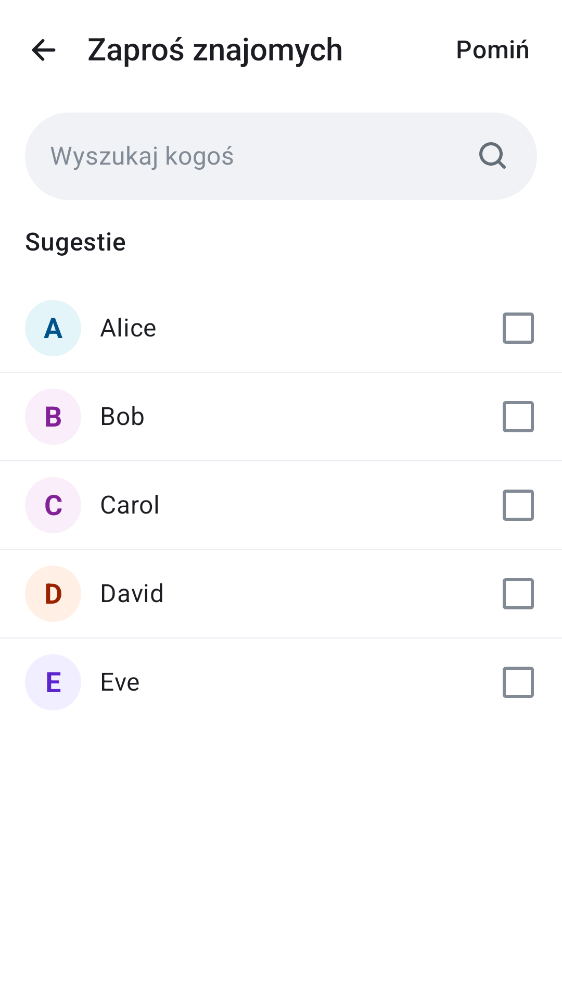 Zaproś znajomych
Pomiń
Wyszukaj kogoś
Sugestie
A Alice
B Bob
C Carol
D David
E Eve